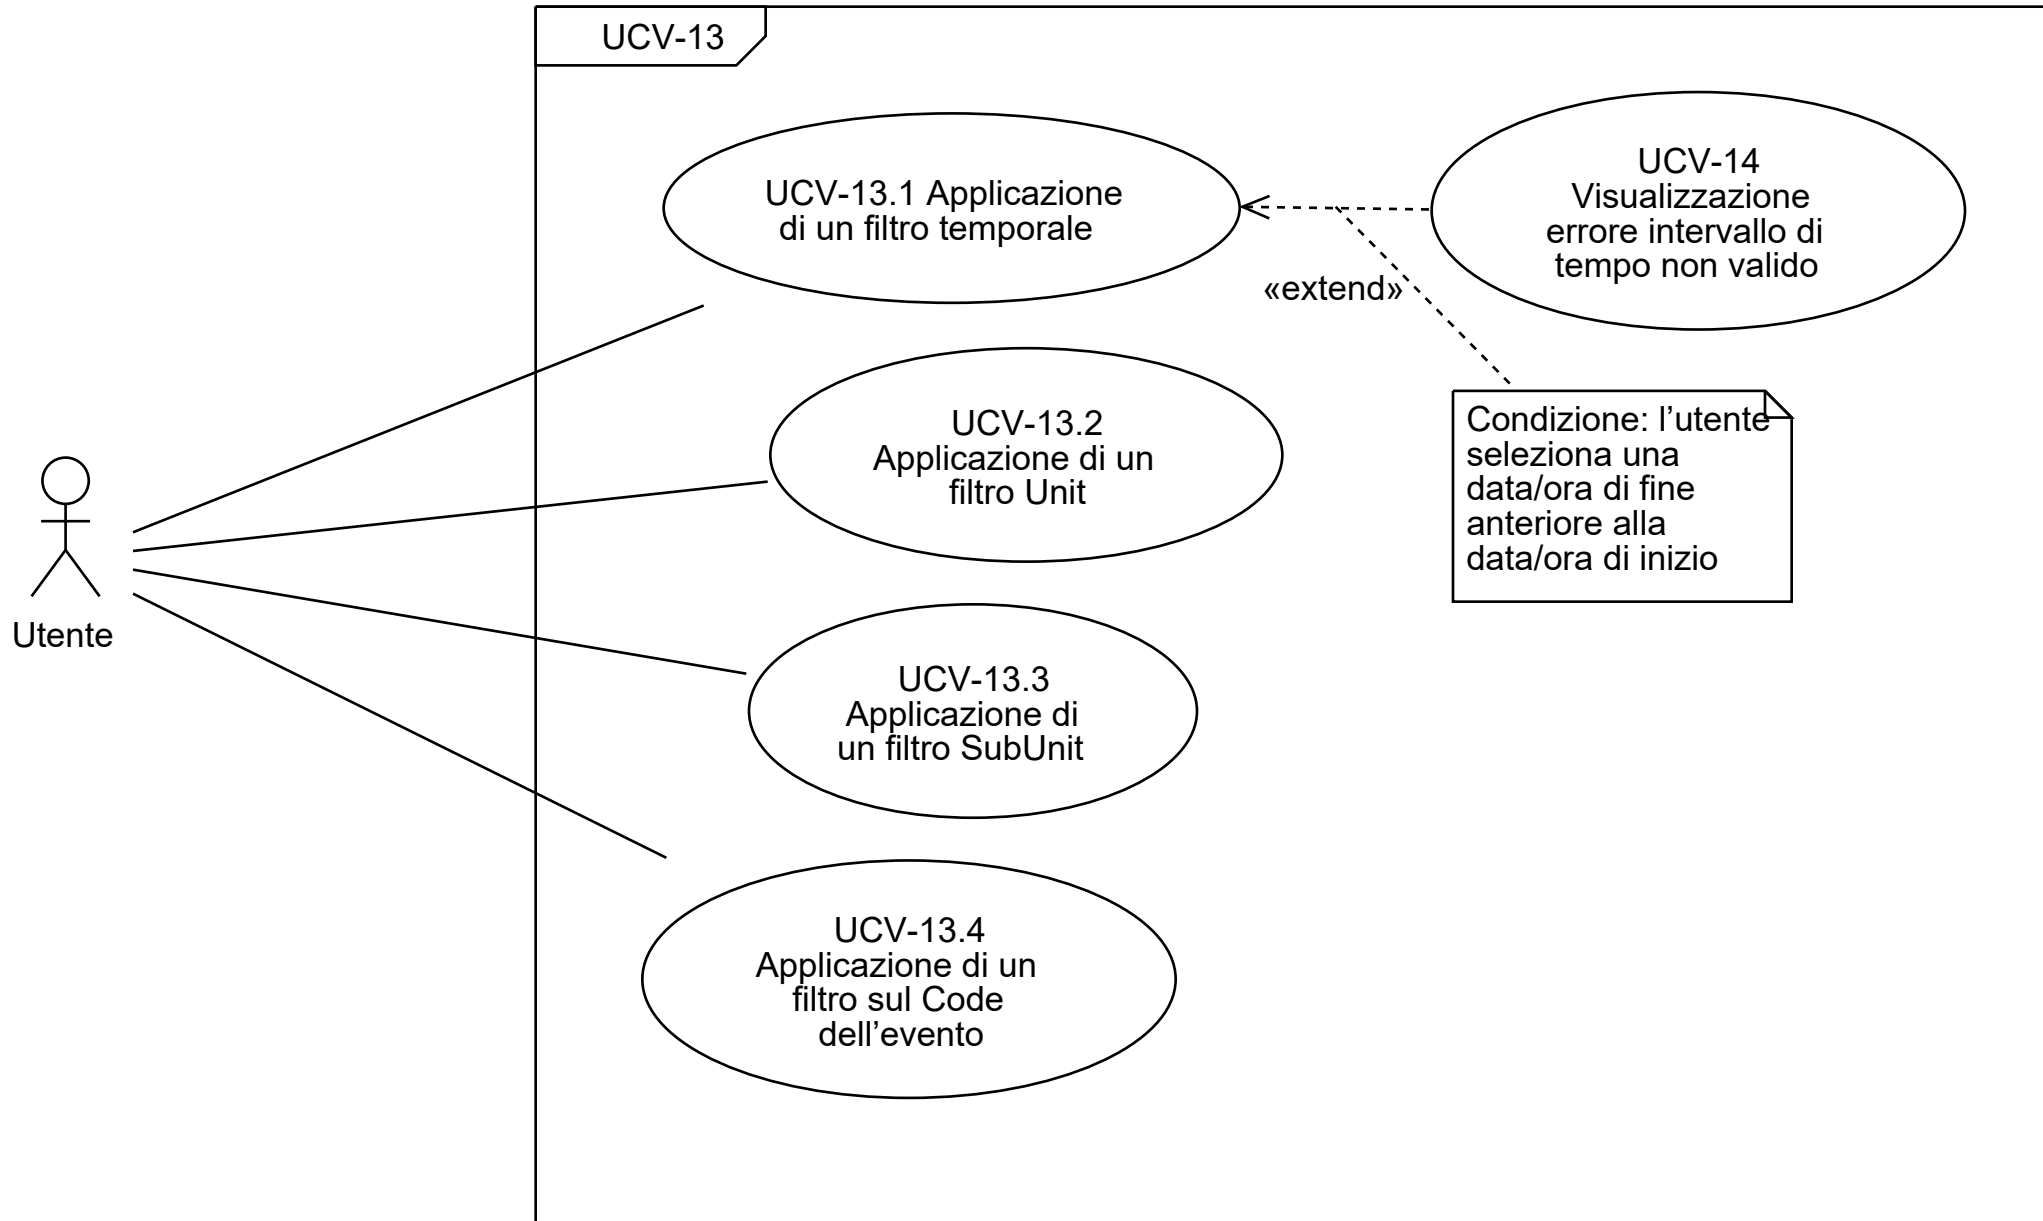 UCV-13
UCV-13.1 Applicazione
di un filtro temporale
UCV-14
Visualizzazione
errore intervallo di
tempo non valido
«extend»
UCV-13.2
Applicazione di un
filtro Unit
Condizione: l’utente
seleziona una
data/ora di fine
anteriore alla
data/ora di inizio
Utente
UCV-13.3
Applicazione di
un filtro SubUnit
UCV-13.4
Applicazione di un
filtro sul Code
dell’evento